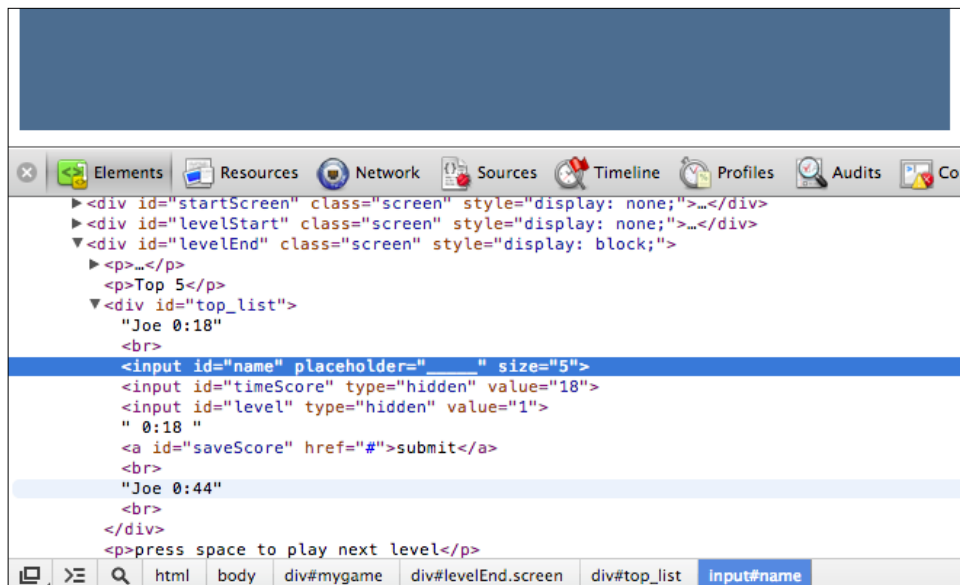 Elements Resources Network Sources Timeline Profiles Audits Co
▶<div id="startScreen" class="screen" style="display: none;">…</div>
▶<div id="levelStart" class="screen" style="display: none;">…</div>
▼<div id="levelEnd" class="screen" style="display: block;">
▶<p>…</p>
<p>Top 5</p>
▼<div id="top_list">
"Joe 0:18"
<br>
<input id="name" placeholder="_____" size="5">
<input id="timeScore" type="hidden" value="18">
<input id="level" type="hidden" value="1">
" 0:18 "
<a id="saveScore" href="#">submit</a>
<br>
"Joe 0:44"
<br>
</div>
<p>press space to play next level</p>
html body div#mygame div#levelEnd.screen div#top_list input#name